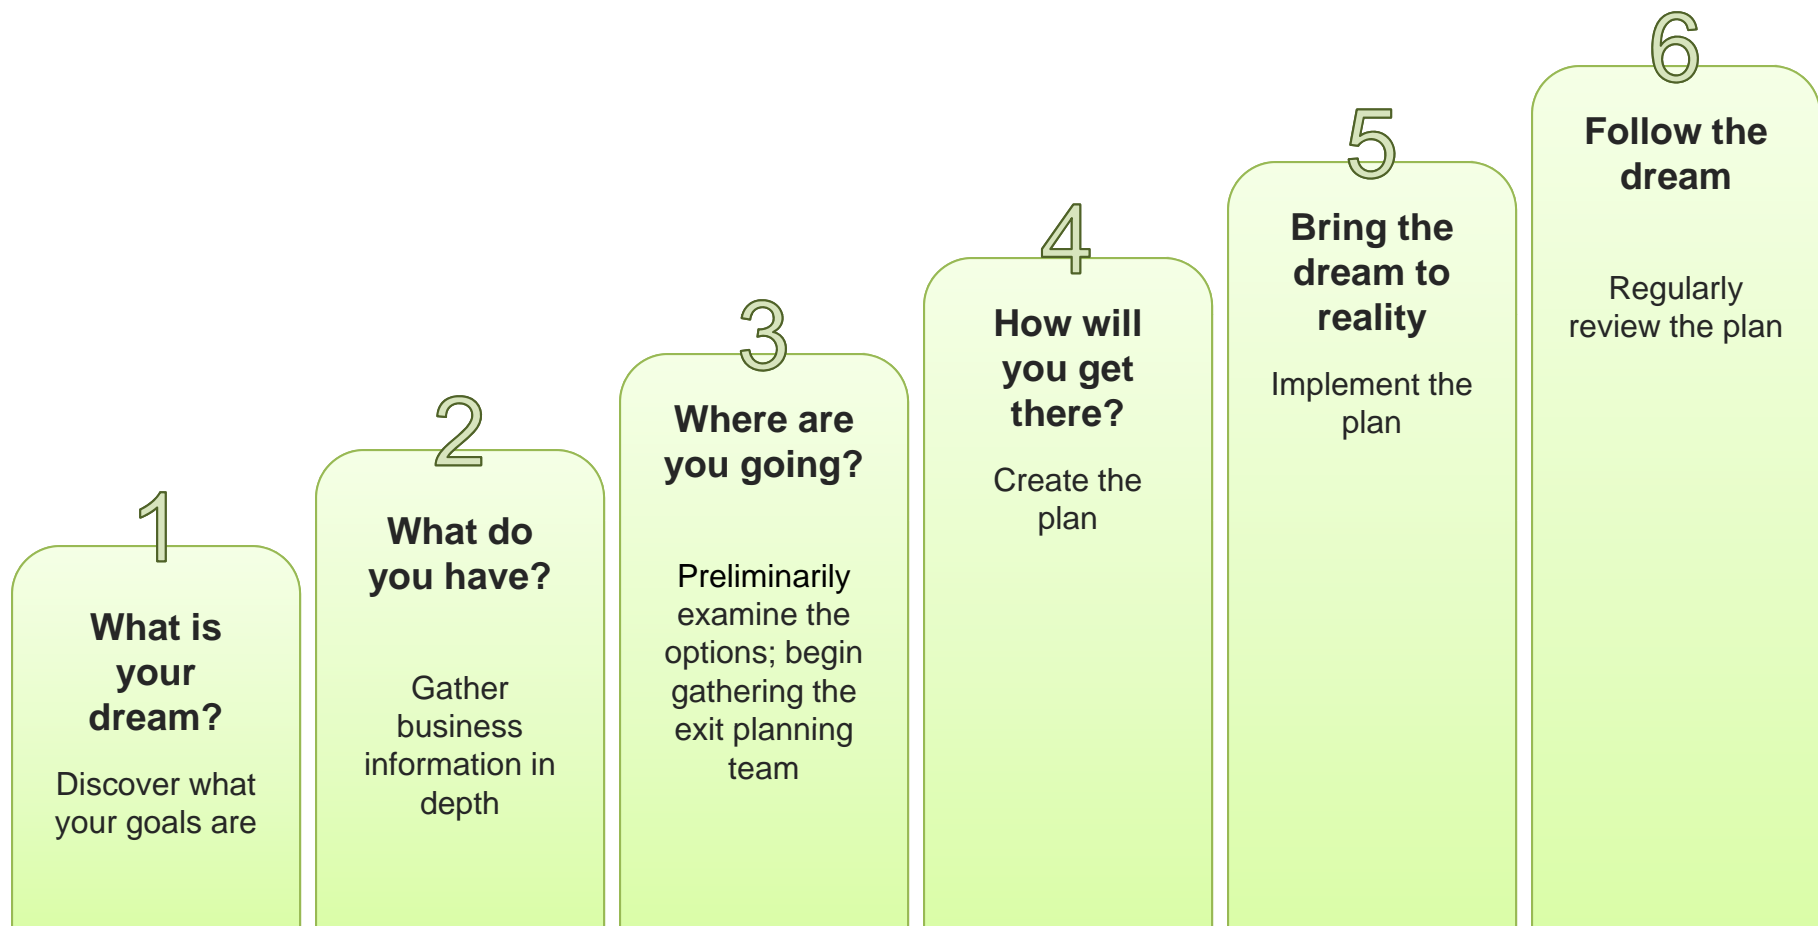 1
What is
your
dream?
Discover what
your goals are
2
What do
you have?
Gather
business
information in
depth
3
Where are
you going?
Preliminarily
examine the
options; begin
gathering the
exit planning
team
4
How will
you get
there?
Create the
plan
5
Bring the
dream to
reality
Implement the
plan
6
Follow the
dream
Regularly
review the plan